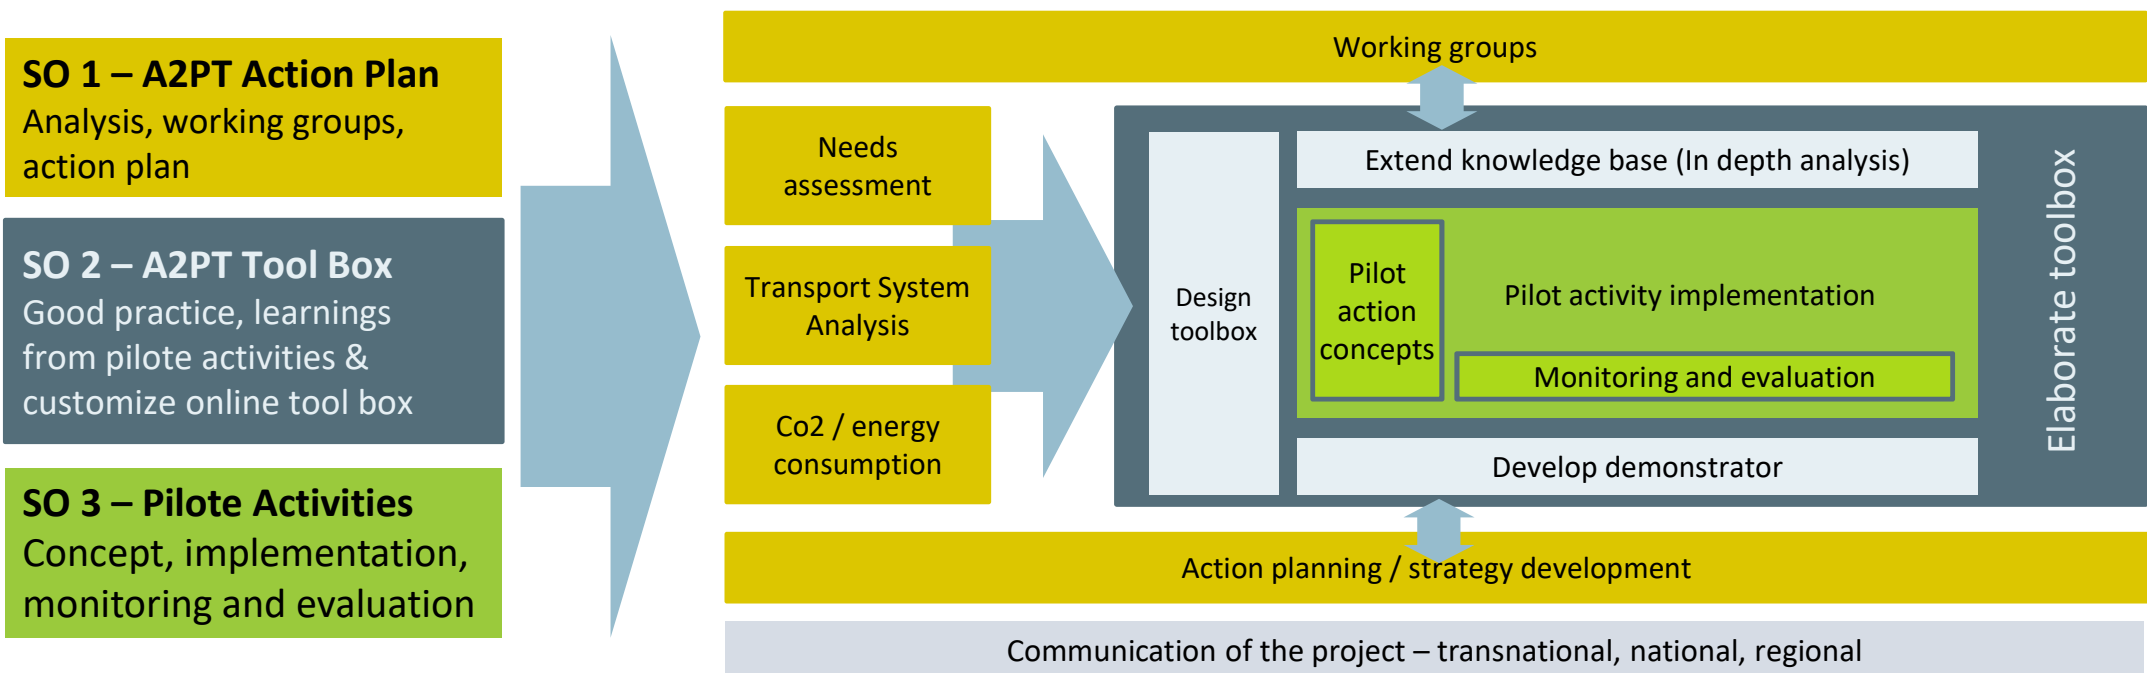 SO 1 – A2PT Action Plan
Analysis, working groups,
action plan
SO 2 – A2PT Tool Box
Good practice, learnings
from pilote activities &
customize online tool box
SO 3 – Pilote Activities
Concept, implementation,
monitoring and evaluation
Working groups
Needs
assessment
Transport System
Analysis
Co2 / energy
consumption
Design
toolbox
Extend knowledge base (In depth analysis)
Pilot
action
concepts
Pilot activity implementation
Monitoring and evaluation
Develop demonstrator
Elaborate toolbox
Action planning / strategy development
Communication of the project – transnational, national, regional